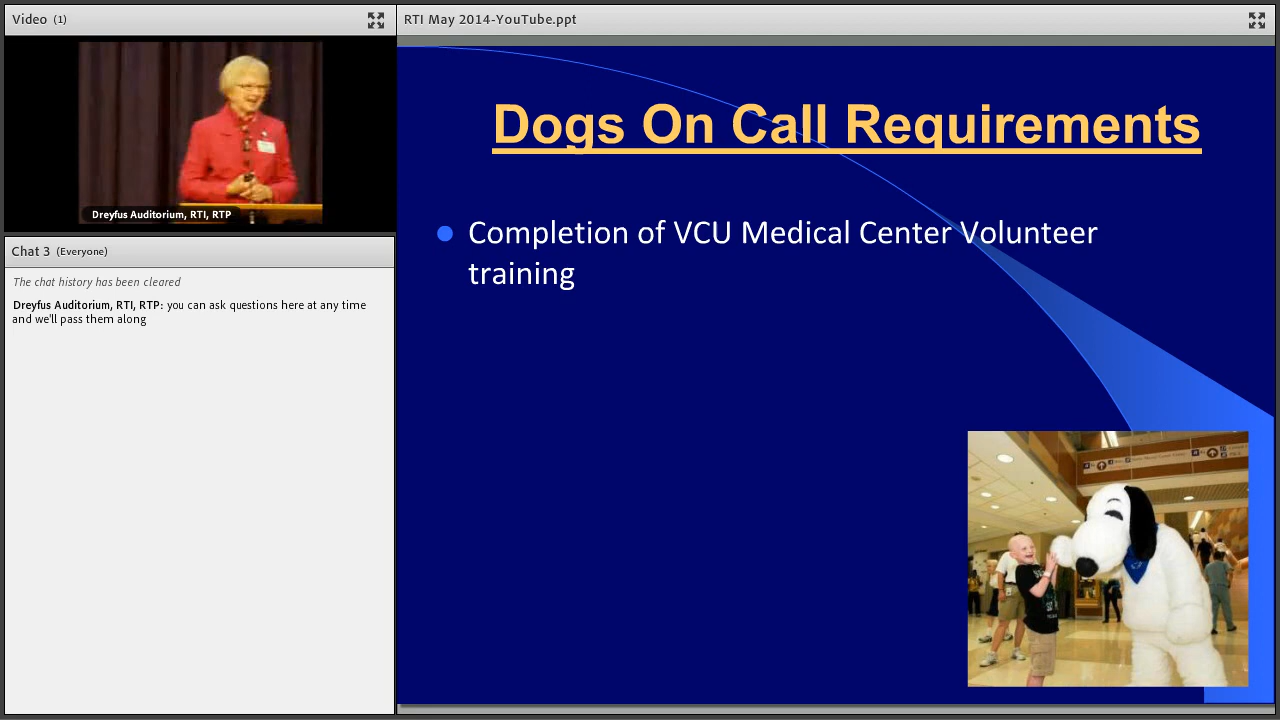 Video (1)
Dreyfus Auditorium, RTI, RTP
Chat 3 (Everyone)
The chat history has been cleared
Dreyfus Auditorium, RTI, RTP: you can ask questions here at any time
and we'll pass them along
RTI May 2014-YouTube.ppt
Dogs On Call Requirements
Completion of VCU Medical Center Volunteer
training